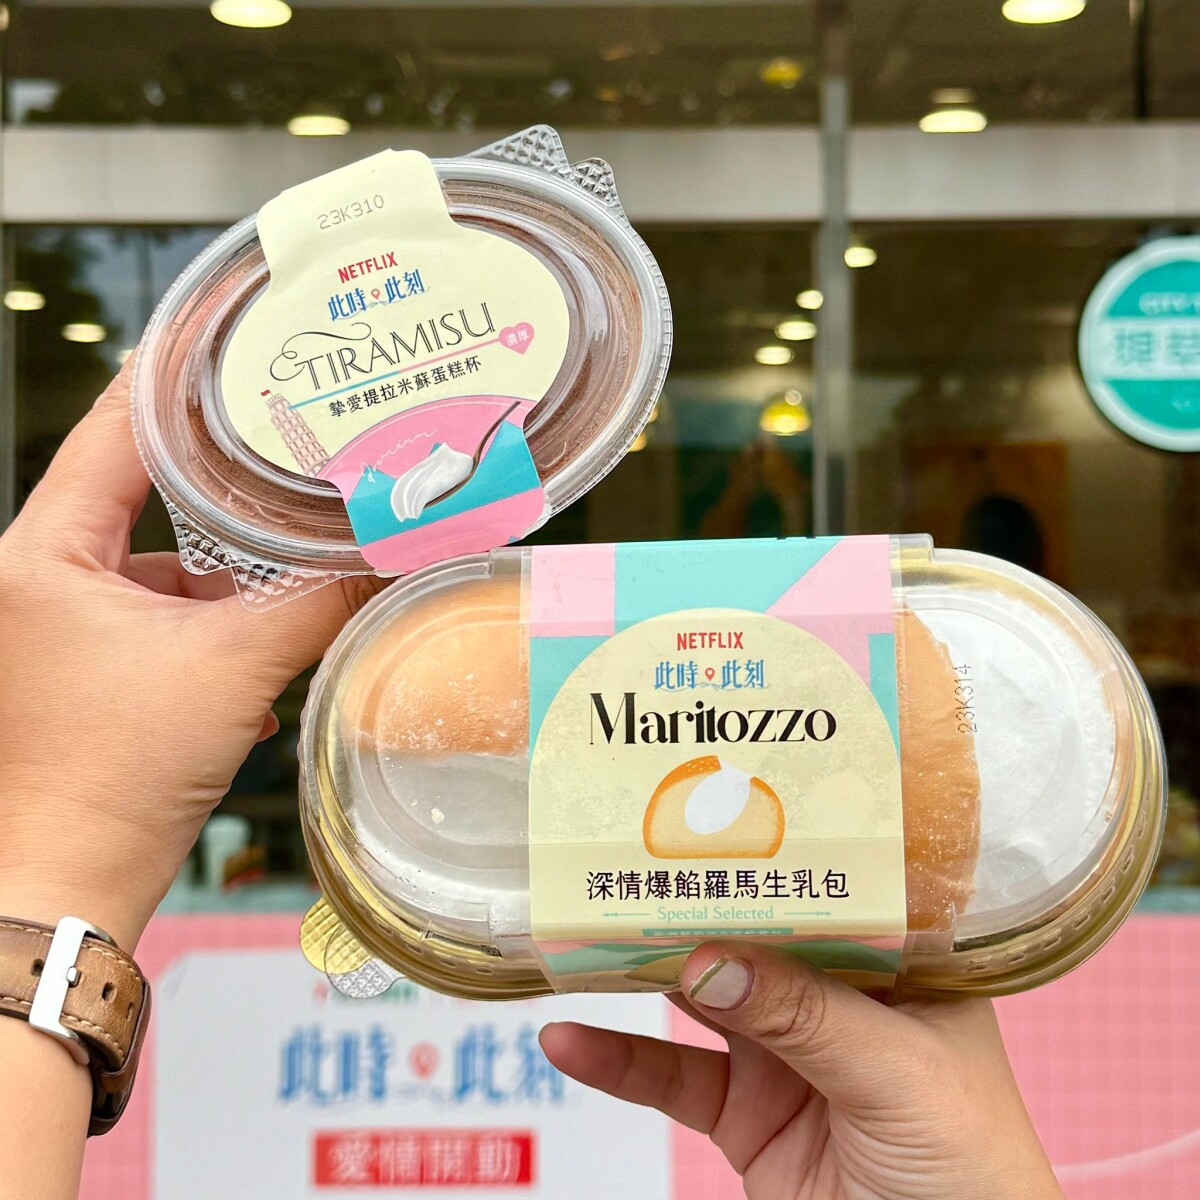 23K310
NETFLIX
此時此刻
TIRAMISU
濃厚
摯愛提拉米蘇蛋糕杯
NETFLIX
此時此刻
Maritozzo
23K314
深情爆餡羅馬生乳包
Special Selected
此時此刻
愛情開動